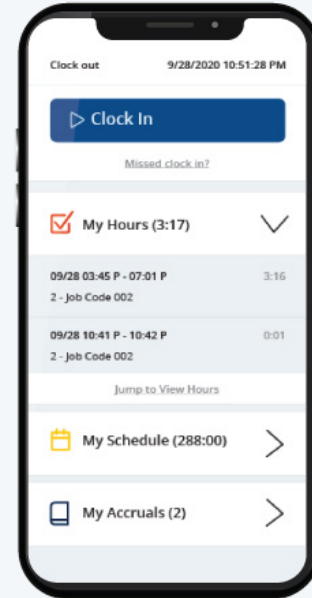 Clock out 9/28/2020 10:51:28 PM
Clock In
Missed clock in?
My Hours (3:17)
09/28 03:45 P - 07:01 P 3:16
2 - Job Code 002
09/28 10:41 P - 10:42 P 0:01
2 - Job Code 002
Jump to View Hours
My Schedule (288:00)
My Accruals (2)